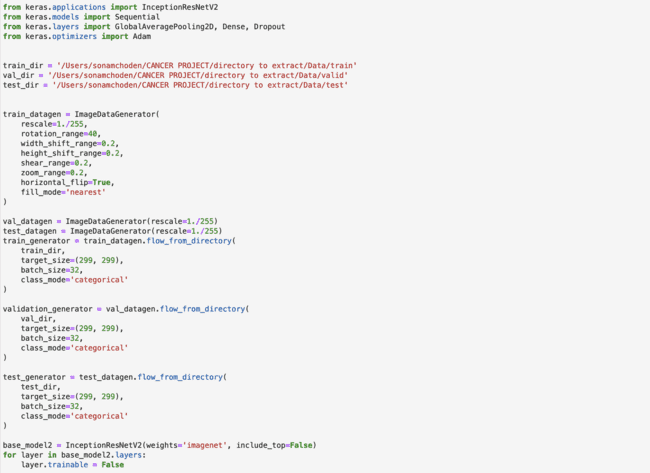 from keras.applications import InceptionResNetV2
from keras.models import Sequential
from keras.layers import GlobalAveragePooling2D, Dense, Dropout
from keras.optimizers import Adam
train_dir = '/Users/sonamchoden/CANCER PROJECT/directory to extract/Data/train'
val_dir = '/Users/sonamchoden/CANCER PROJECT/directory to extract/Data/valid'
test_dir = '/Users/sonamchoden/CANCER PROJECT/directory to extract/Data/test'
train_datagen = ImageDataGenerator(
    rescale=1./255,
    rotation_range=40,
    width_shift_range=0.2,
    height_shift_range=0.2,
    shear_range=0.2,
    zoom_range=0.2,
    horizontal_flip=True,
    fill_mode='nearest'
)
val_datagen = ImageDataGenerator(rescale=1./255)
test_datagen = ImageDataGenerator(rescale=1./255)
train_generator = train_datagen.flow_from_directory(
    train_dir,
    target_size=(299, 299),
    batch_size=32,
    class_mode='categorical'
)
validation_generator = val_datagen.flow_from_directory(
    val_dir,
    target_size=(299, 299),
    batch_size=32,
    class_mode='categorical'
)
test_generator = test_datagen.flow_from_directory(
    test_dir,
    target_size=(299, 299),
    batch_size=32,
    class_mode='categorical'
)
base_model2 = InceptionResNetV2(weights='imagenet', include_top=False)
for layer in base_model2.layers:
    layer.trainable = False